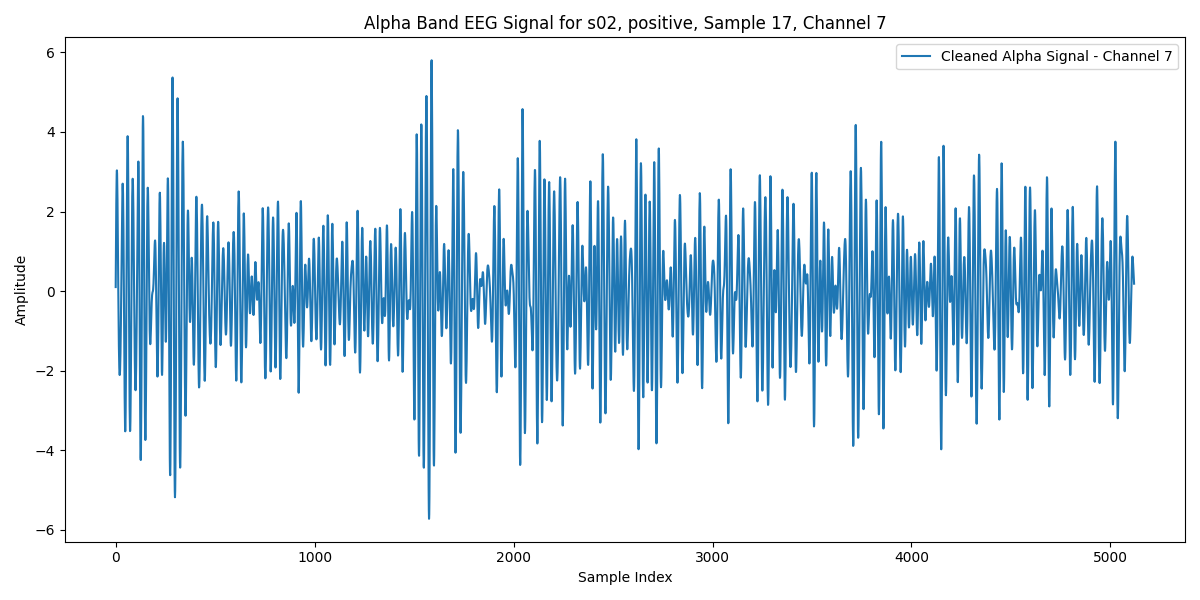 Alpha Band EEG Signal for s02, positive, Sample 17, Channel 7
Cleaned Alpha Signal - Channel 7
Amplitude
6
4
2
0
−2
−4
−6
0 1000 2000 3000 4000 5000
Sample Index